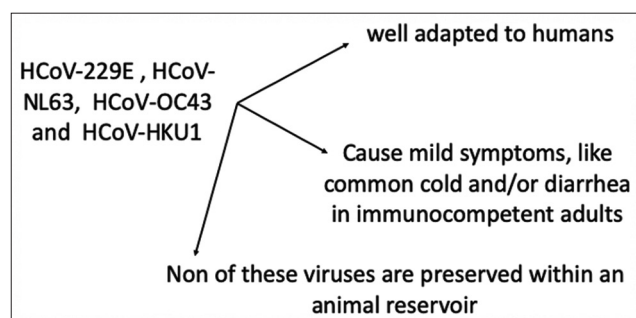 HCoV-229E , HCoV-
NL63,  HCoV-OC43
and  HCoV-HKU1
well adapted to humans
Cause mild symptoms, like
common cold and/or diarrhea
in immunocompetent adults
Non of these viruses are preserved within an
animal reservoir